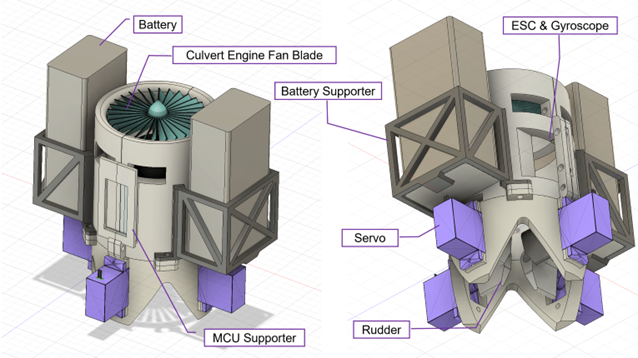 Battery
Culvert Engine Fan Blade
MCU Supporter
ESC & Gyroscope
Battery Supporter
Servo
Rudder